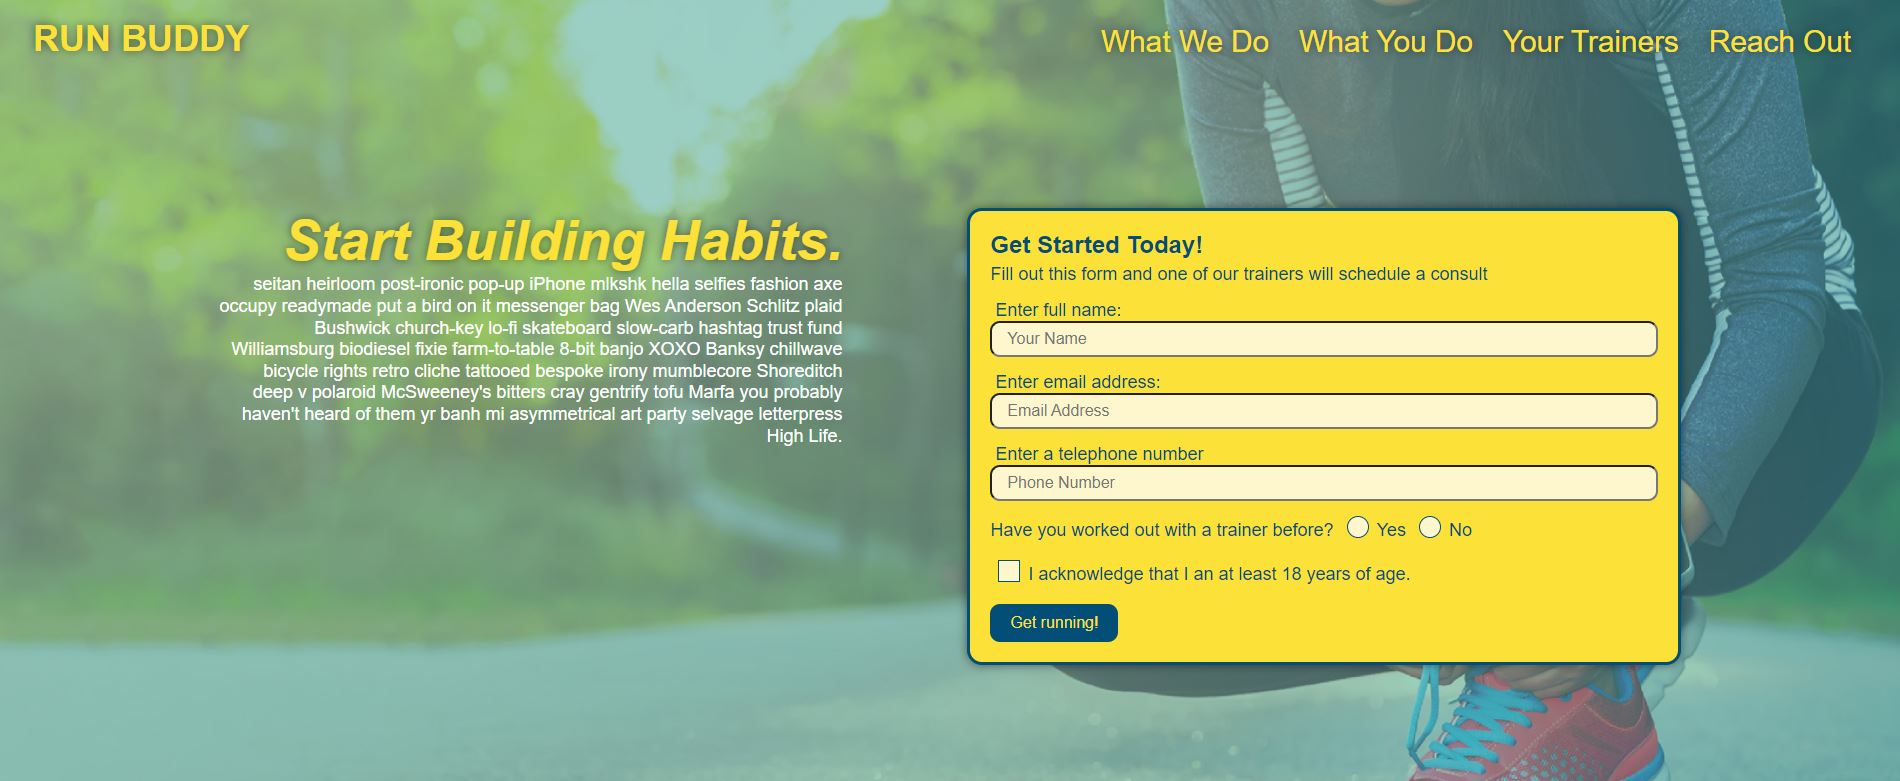 RUN BUDDY
What We Do What You Do Your Trainers Reach Out
Start Building Habits.
seitan heirloom post-ironic pop-up iPhone mlkshk hella selfies fashion axe
occupy readymade put a bird on it messenger bag Wes Anderson Schlitz plaid
Bushwick church-key lo-fi skateboard slow-carb hashtag trust fund
Williamsburg biodiesel fixie farm-to-table 8-bit banjo XOXO Banksy chillwave
bicycle rights retro cliche tattooed bespoke irony mumblecore Shoreditch
deep v polaroid McSweeney's bitters cray gentrify tofu Marfa you probably
haven't heard of them yr banh mi asymmetrical art party selvage letterpress
High Life.
Get Started Today!
Fill out this form and one of our trainers will schedule a consult
Enter full name:
Your Name
Enter email address:
Email Address
Enter a telephone number
Phone Number
Have you worked out with a trainer before? Yes No
I acknowledge that I an at least 18 years of age.
Get running!